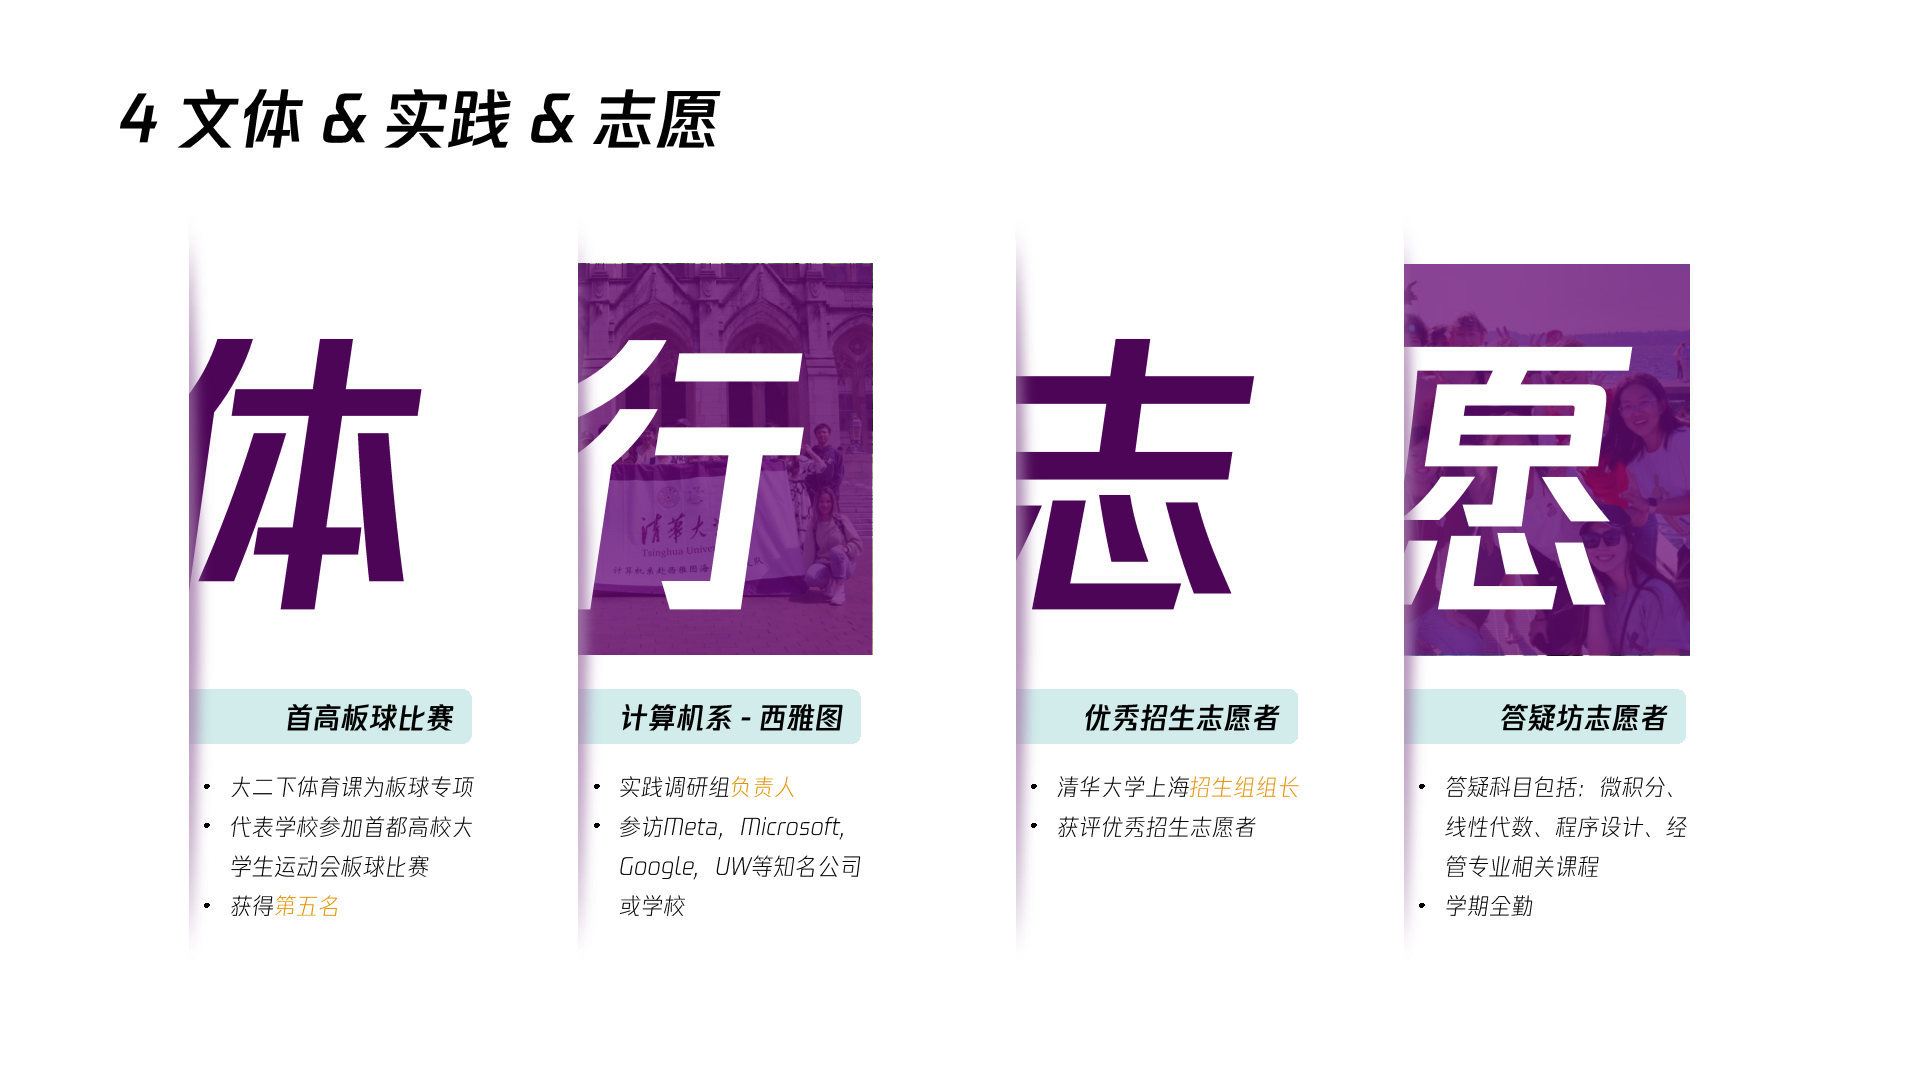 4 文体 & 实践 & 志愿
体
行
志
愿
清華大
Tsinghua Univer
计算机系赴西雅图海
队
首高板球比赛
• 大二下体育课为板球专项
• 代表学校参加首都高校大
学生运动会板球比赛
• 获得第五名
计算机系 - 西雅图
• 实践调研组负责人
• 参访Meta，Microsoft,
Google，UW等知名公司
或学校
优秀招生志愿者
• 清华大学上海招生组组长
• 获评优秀招生志愿者
答疑坊志愿者
• 答疑科目包括：微积分、
线性代数、程序设计、经
管专业相关课程
• 学期全勤